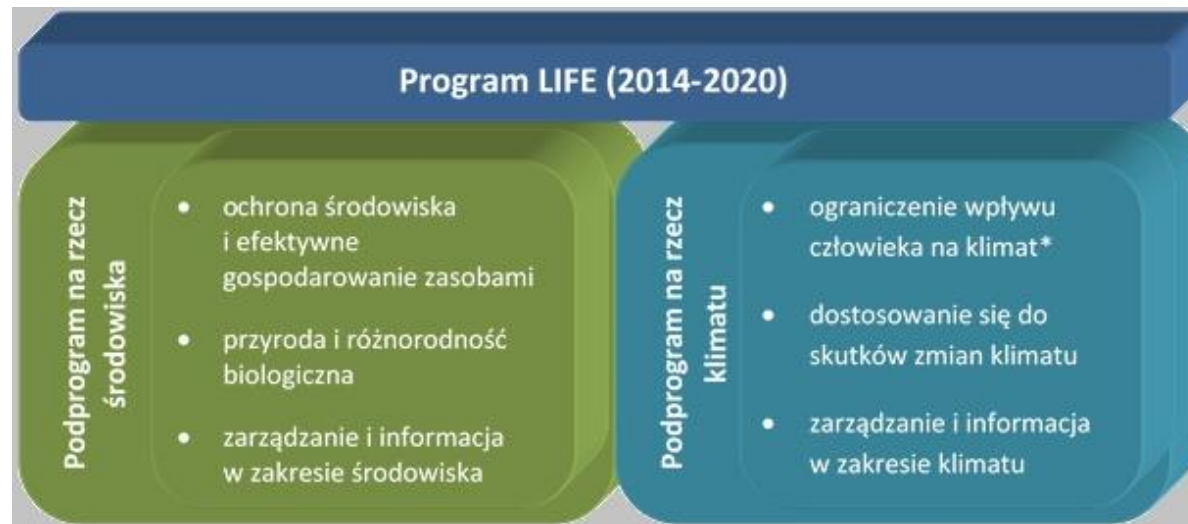 Program LIFE (2014-2020)
Podprogram na rzecz
środowiska
• ochrona środowiska
i efektywne
gospodarowanie zasobami
• przyroda i różnorodność
biologiczna
• zarządzanie i informacja
w zakresie środowiska
Podprogram na rzecz
klimatu
• ograniczenie wpływu
człowieka na klimat*
• dostosowanie się do
skutków zmian klimatu
• zarządzanie i informacja
w zakresie klimatu